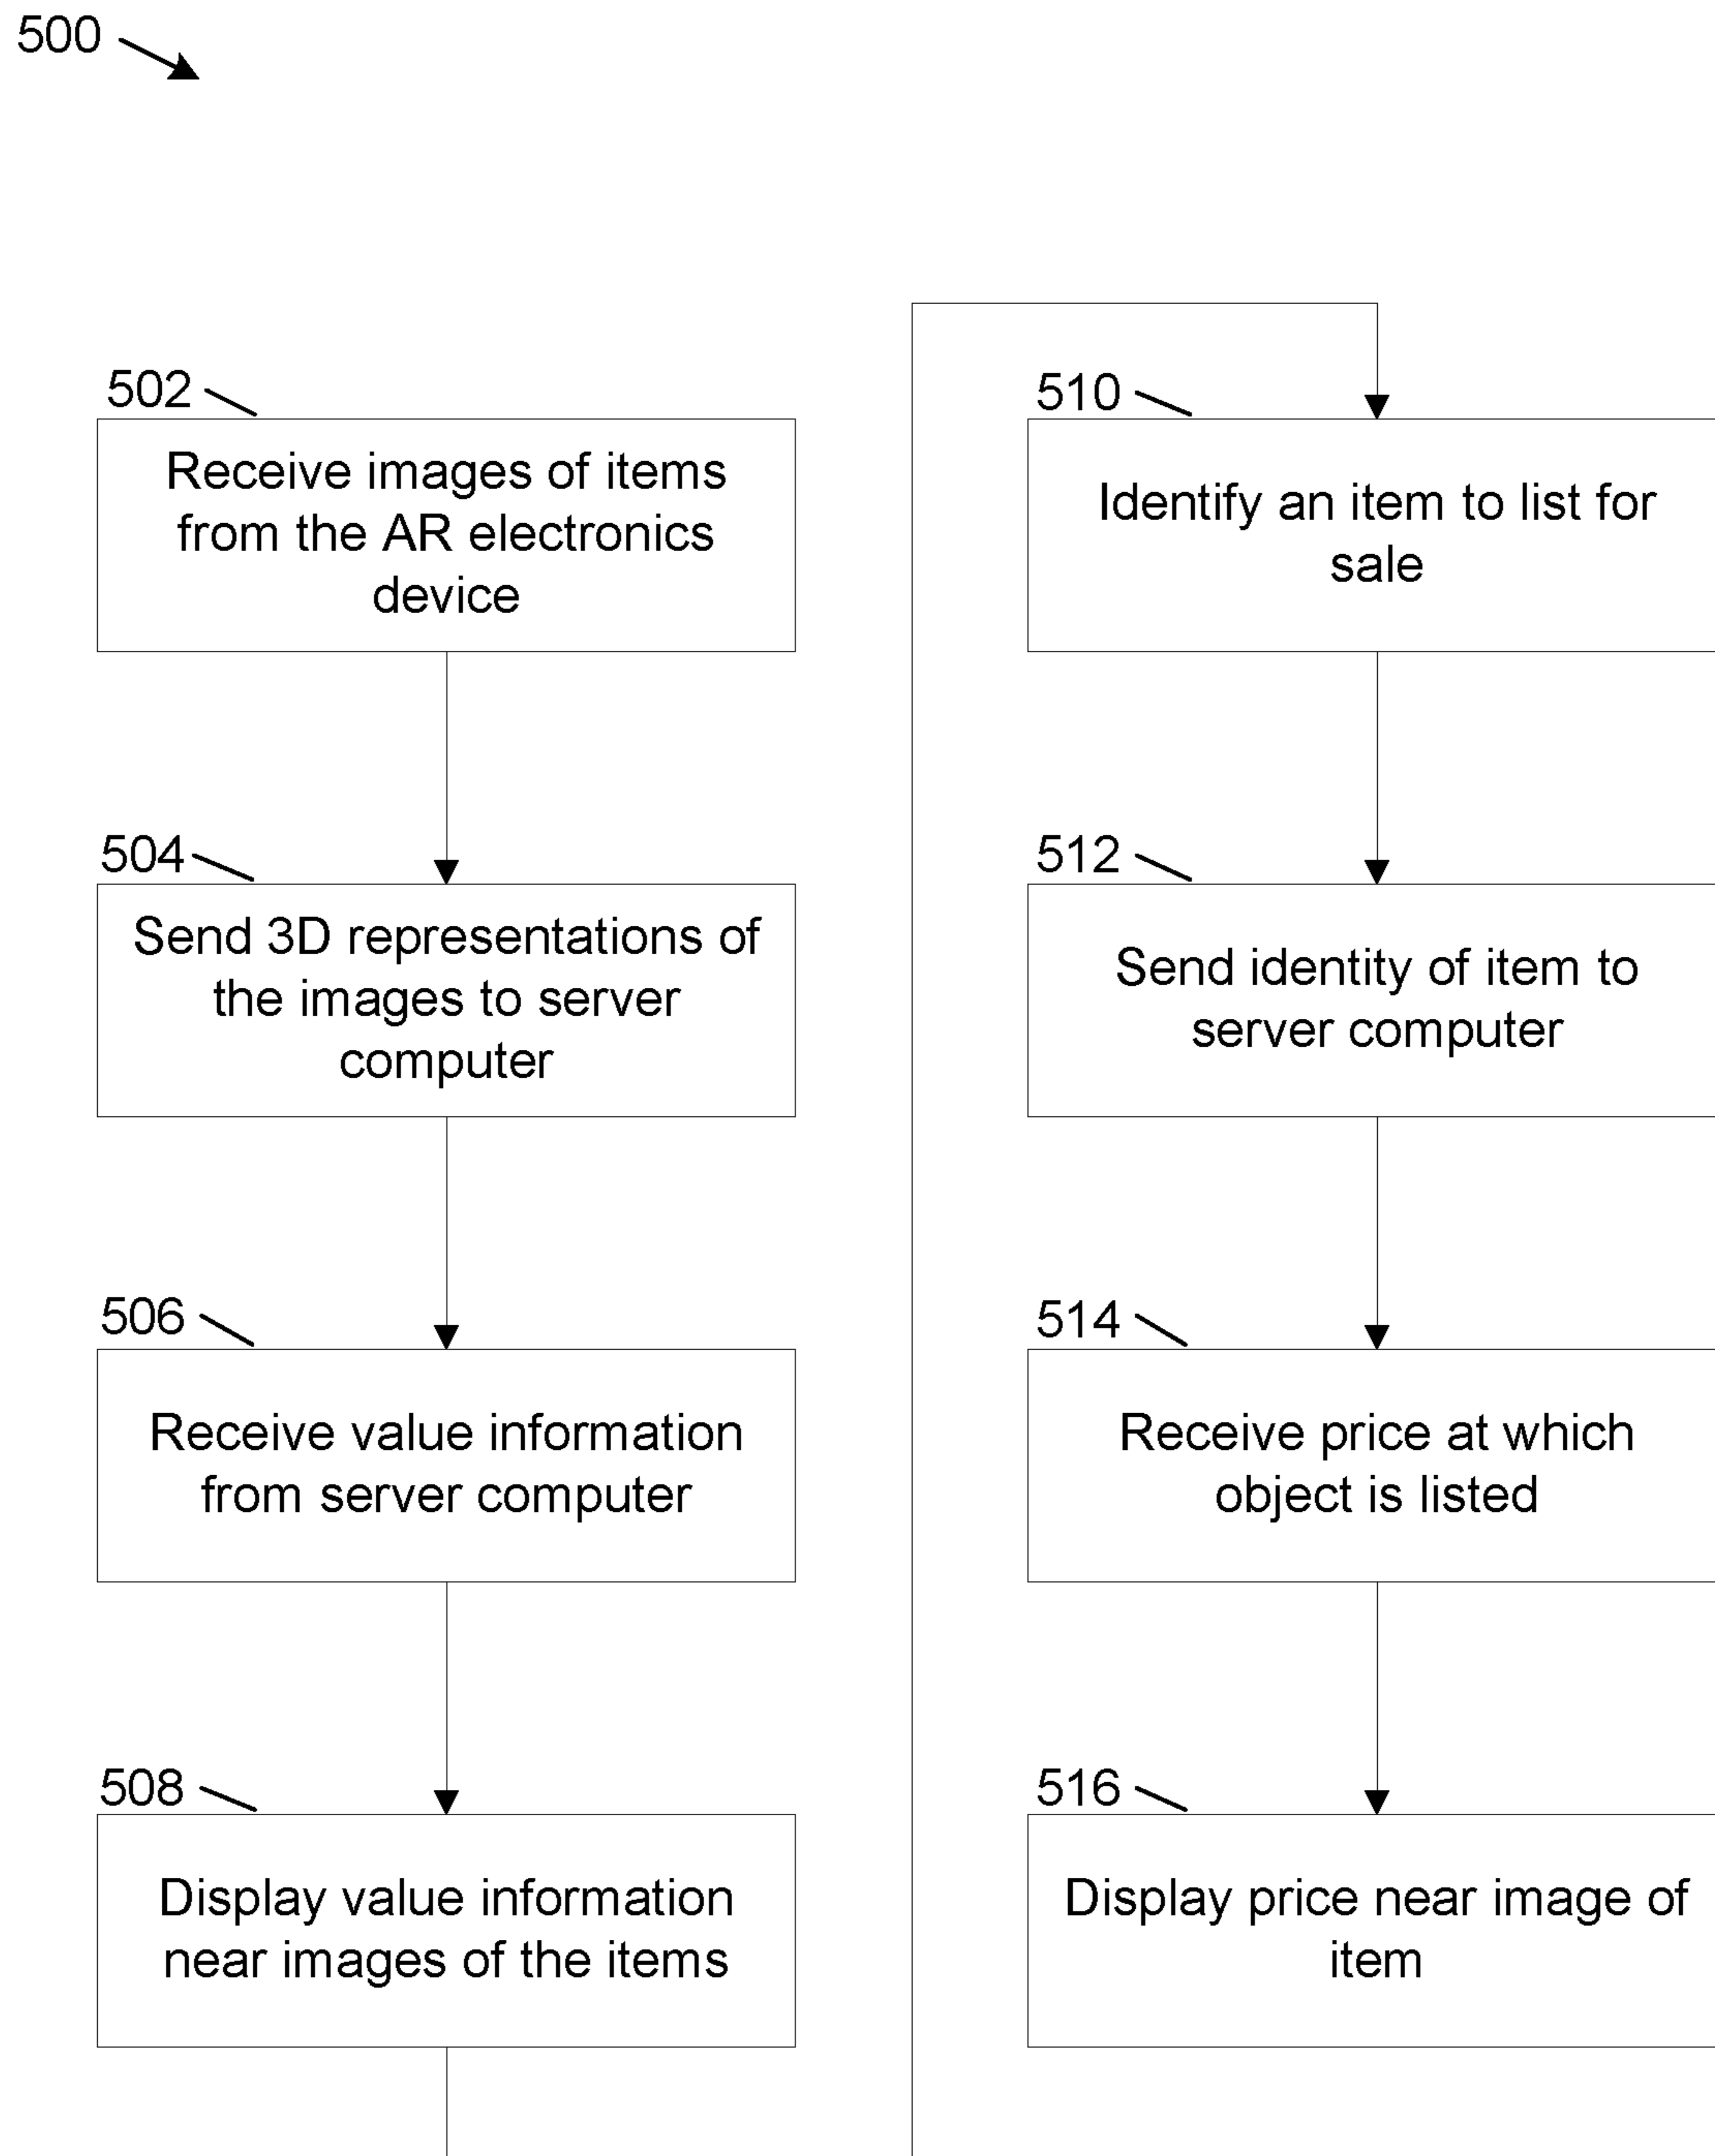 500
502
Receive images of items
from the AR electronics
device
504
Send 3D representations of
the images to server
computer
506
Receive value information
from server computer
508
Display value information
near images of the items
510
Identify an item to list for
sale
512
Send identity of item to
server computer
514
Receive price at which
object is listed
516
Display price near image of
item